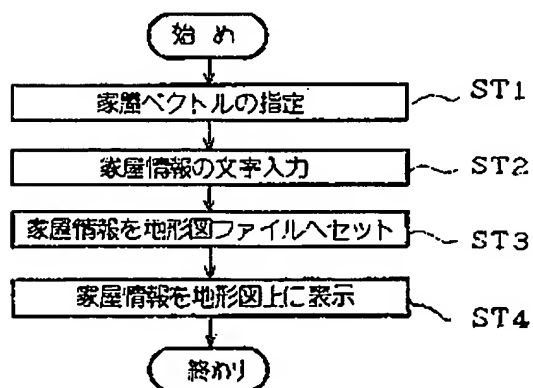 始め
家屋ベクトルの指定 ST1
家屋情報の文字入力 ST2
家屋情報を地形図ファイルへセット ST3
家屋情報を地形図上に表示 ST4
終わり